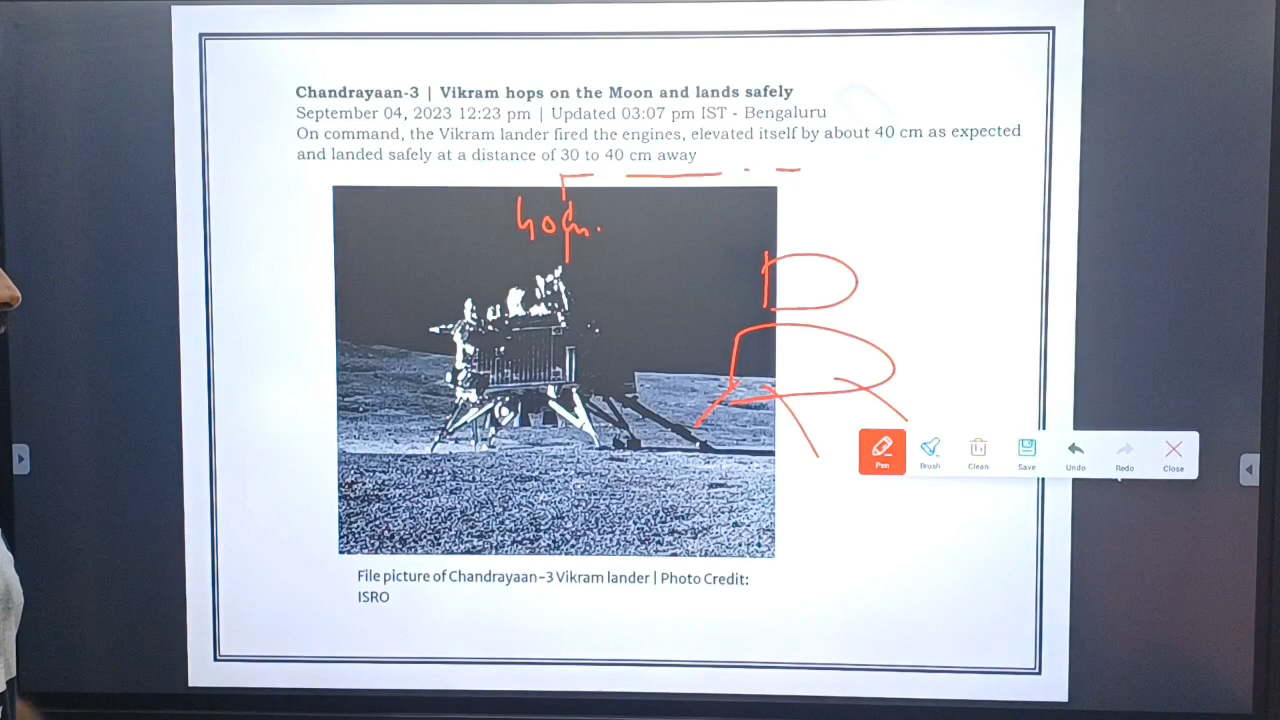 Chandrayaan-3 | Vikram hops on the Moon and lands safely
September 04, 2023 12:23 pm | Updated 03:07 pm IST - Bengaluru
On command, the Vikram lander fired the engines, elevated itself by about 40 cm as expected
and landed safely at a distance of 30 to 40 cm away
File picture of Chandrayaan-3 Vikram lander | Photo Credit:
ISRO
Pen Brush Clean Save Undo Redo Close